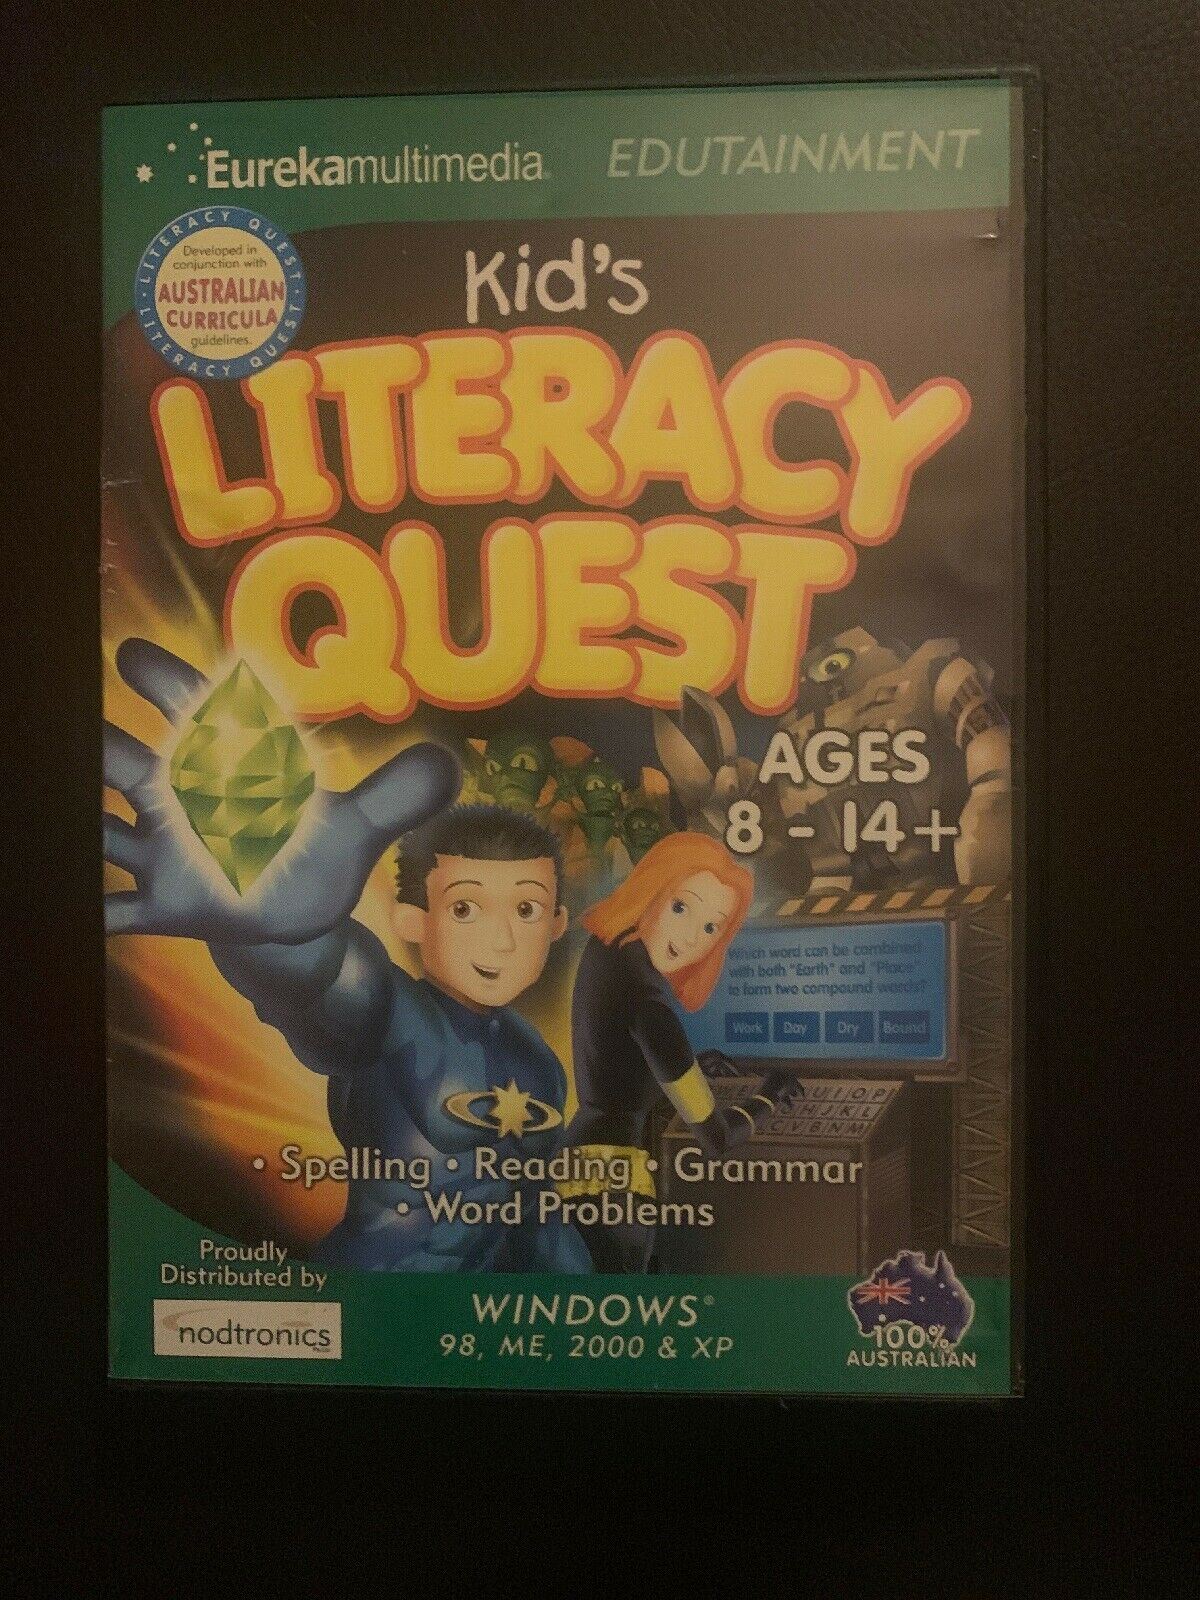 Eurekamultimedia
EDUTAINMENT
LITERACY QUEST · LITERACY QUEST ·
Developed in
conjunction with
AUSTRALIAN
CURRICULA
guidelines.
Kid's
LITERACY
QUEST
AGES
8 - 14+
Which word can be combined
with both "Earth" and "Place"
to form two compound words?
Work Day Dry Bound
U I O P
H J K L
C V B N M
• Spelling • Reading • Grammar
• Word Problems
Proudly
Distributed by
nodtronics
WINDOWS®
98, ME, 2000 & XP
100%
AUSTRALIAN